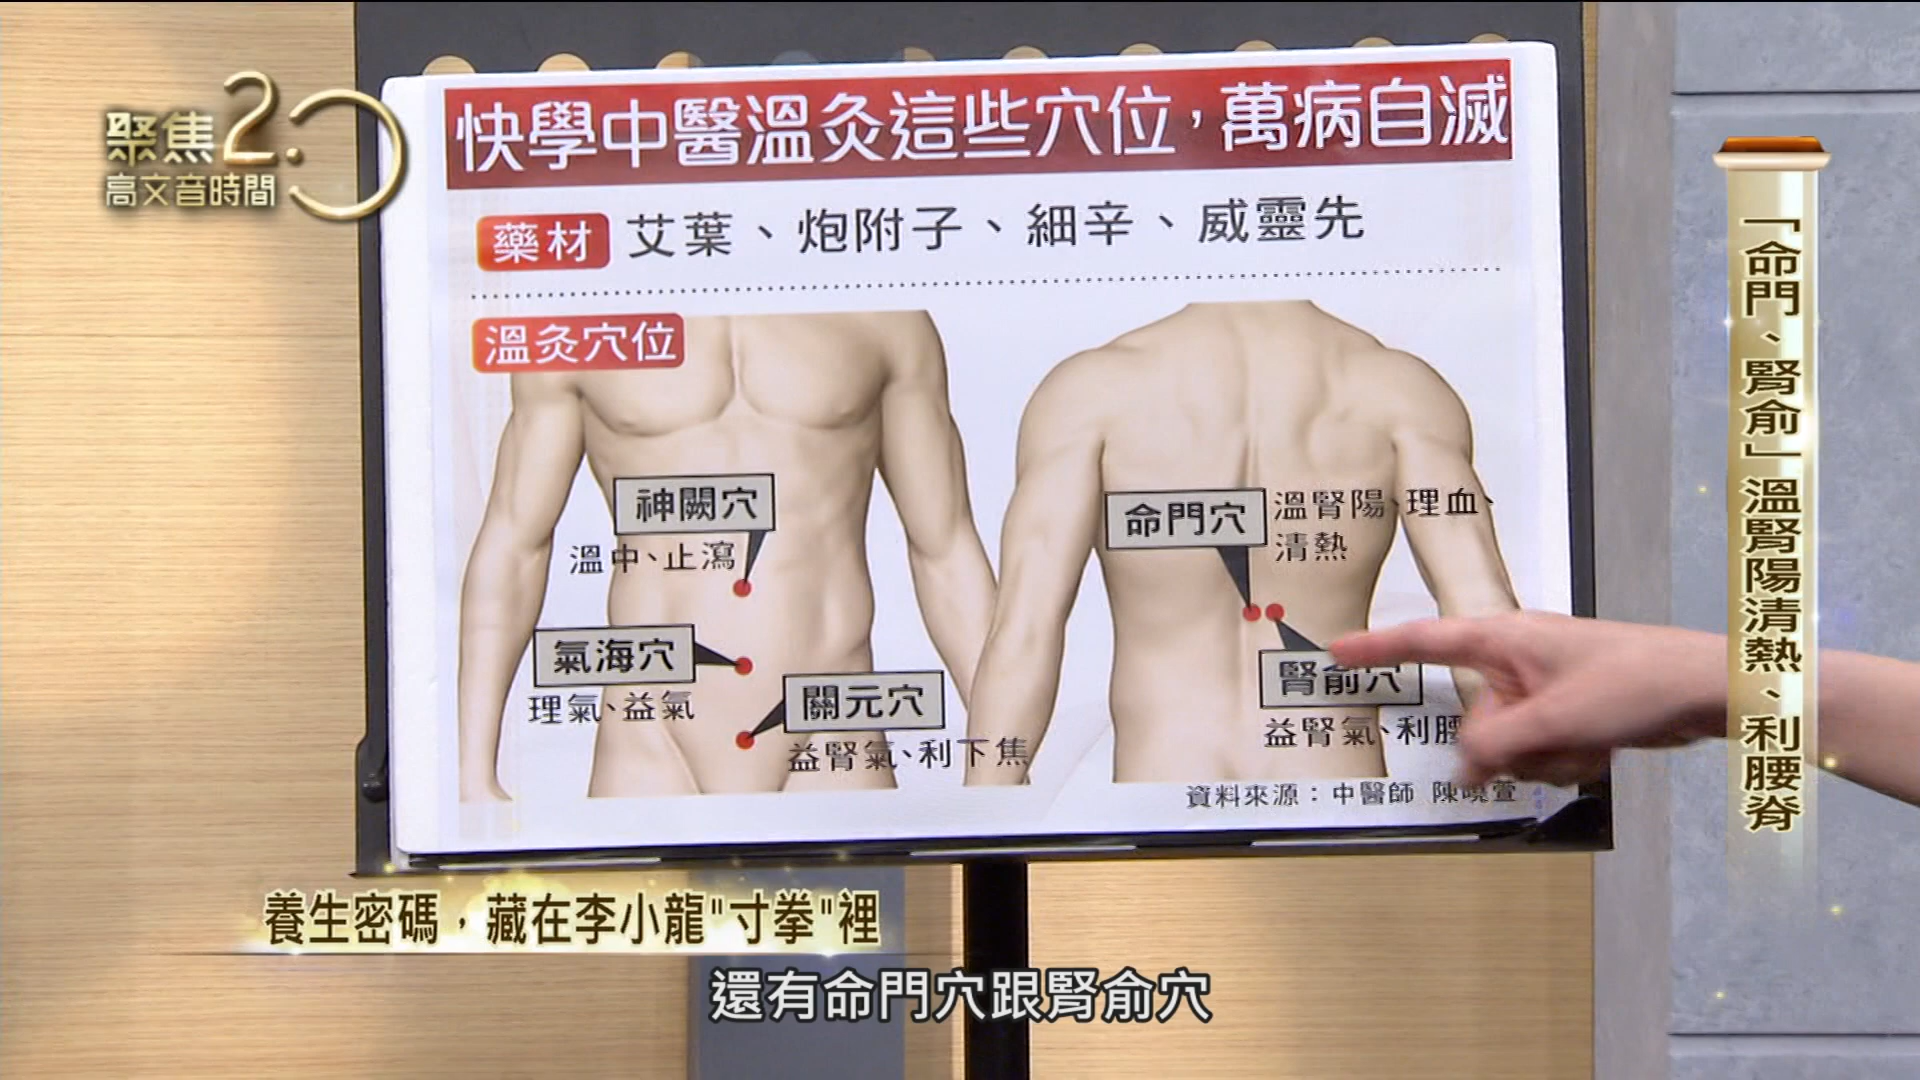 聚焦2.0
高文音時間
快學中醫溫灸這些穴位，萬病自滅
藥材 艾葉、炮附子、細辛、威靈先
溫灸穴位
神闕穴
溫中、止瀉
氣海穴
理氣、益氣
關元穴
益腎氣、利下焦
命門穴
溫腎陽、理血、
清熱
腎俞穴
益腎氣、利腰
資料來源：中醫師 陳曉萱
「命門、腎俞」溫腎陽清熱、利腰脊
養生密碼，藏在李小龍"寸拳"裡
還有命門穴跟腎俞穴